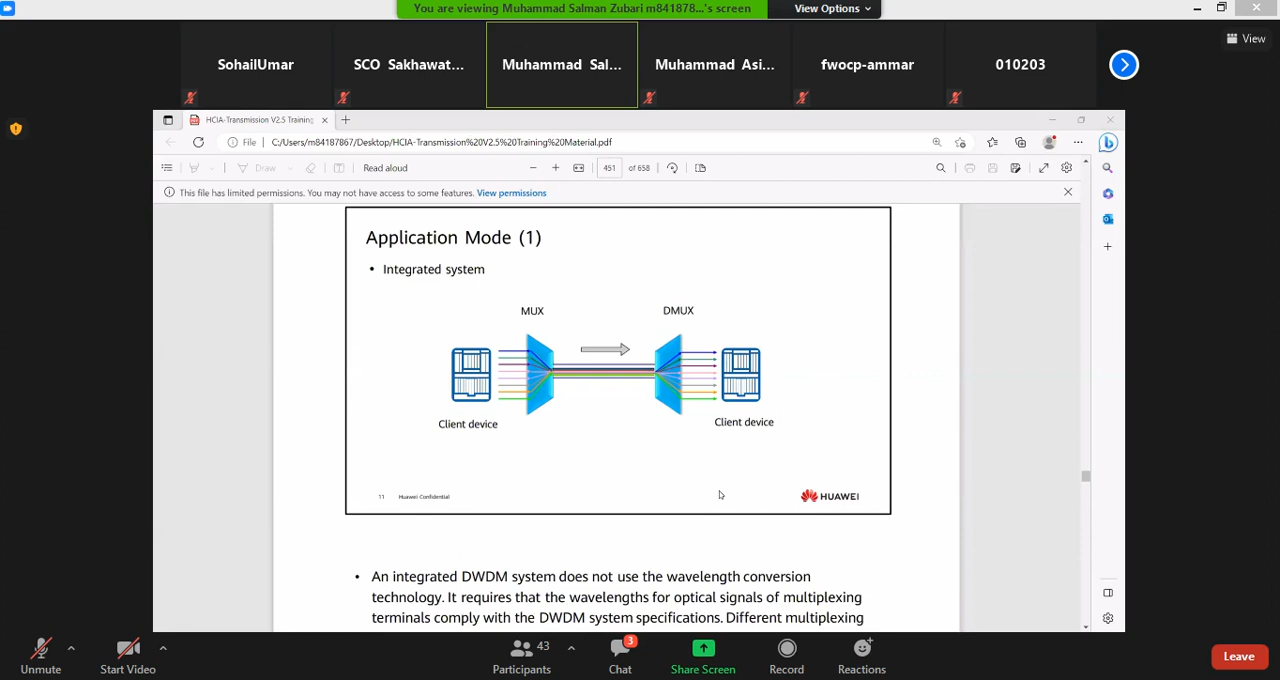 You are viewing Muhammad Salman Zubari m841878...'s screen
View Options
View
SohailUmar
SCO Sakhawat...
Muhammad Sal...
Muhammad Asi...
fwocp-ammar
010203
HCIA-Transmission V2.5 Training
File
C:/Users/m84187867/Desktop/HCIA-Transmission%20V2.5%20Training%20Material.pdf
Draw
Read aloud
451
of 658
This file has limited permissions. You may not have access to some features. View permissions
Application Mode (1)
• Integrated system
MUX
DMUX
Client device
Client device
11
Huawei Confidential
HUAWEI
• An integrated DWDM system does not use the wavelength conversion
technology. It requires that the wavelengths for optical signals of multiplexing
terminals comply with the DWDM system specifications. Different multiplexing
Unmute
Start Video
43
Participants
3
Chat
Share Screen
Record
Reactions
Leave